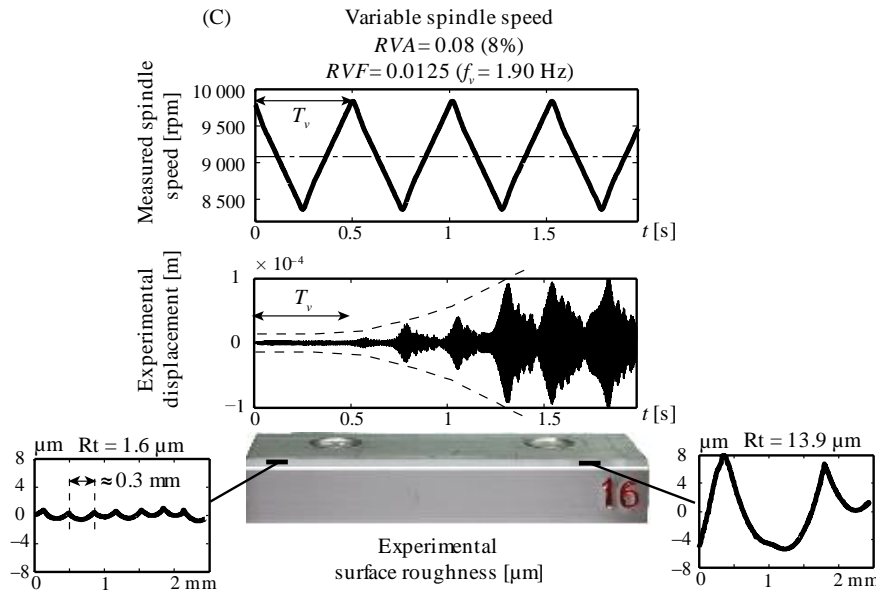 (C) Variable spindle speed
RVA = 0.08 (8%)
RVF = 0.0125 (f_v = 1.90 Hz)
Measured spindle
speed [rpm]
10 000
9 500
9 000
8 500
T_v
0 0.5 1 1.5 t [s]
Experimental
displacement [m]
× 10⁻⁴
1
0
−1
T_v
0 0.5 1 1.5 t [s]
µm Rt = 1.6 µm
8
4
0
−4
−8
≈0.3 mm
0 1 2 mm
16
µm Rt = 13.9 µm
8
4
0
−4
−8
0 1 2 mm
Experimental
surface roughness [µm]